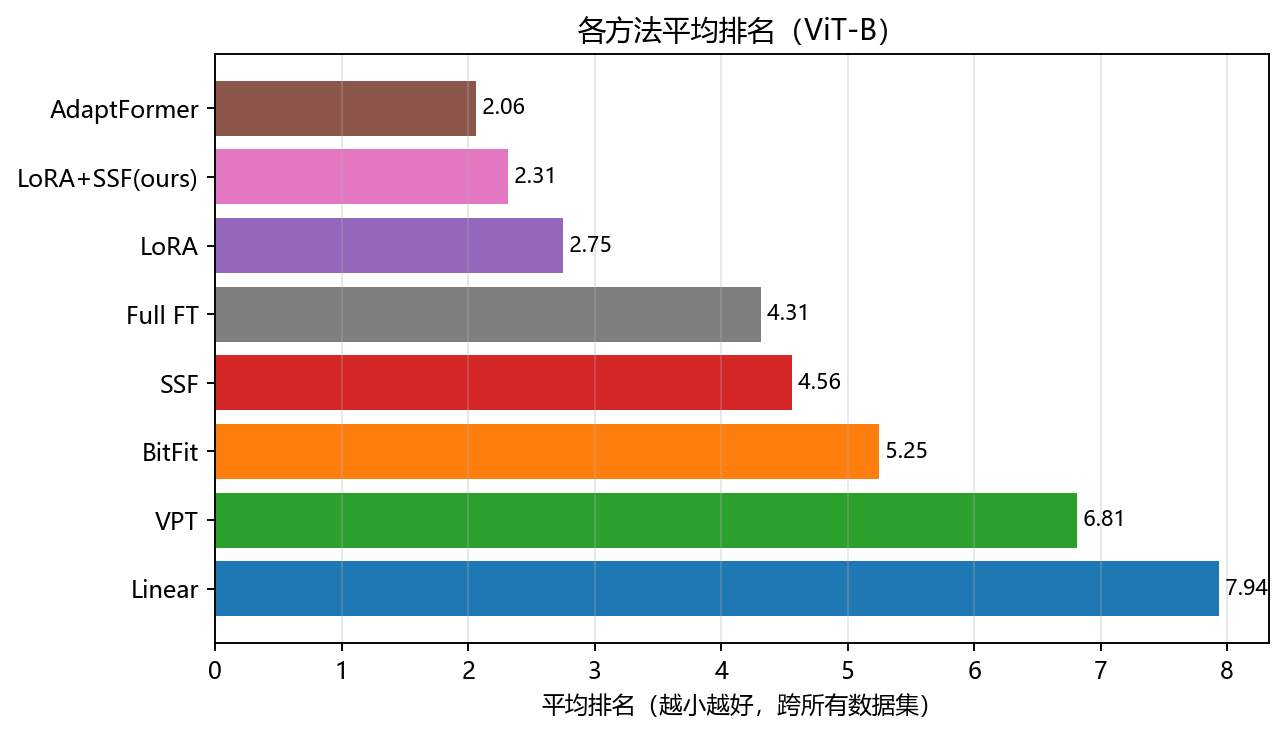 各方法平均排名（ViT-B）
AdaptFormer
2.06
LoRA+SSF(ours)
2.31
LoRA
2.75
Full FT
4.31
SSF
4.56
BitFit
5.25
VPT
6.81
Linear
7.94
0 1 2 3 4 5 6 7 8
平均排名（越小越好，跨所有数据集）